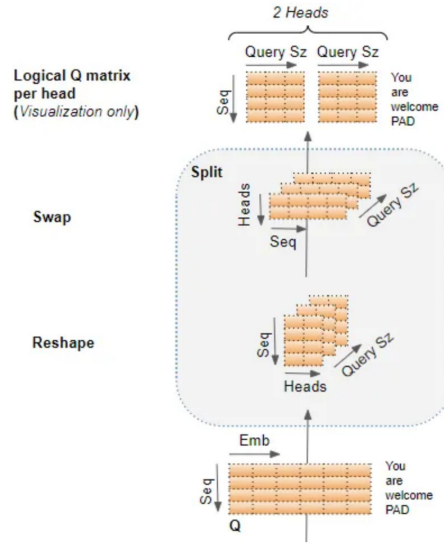 2 Heads
Query Sz Query Sz
Logical Q matrix
per head
(Visualization only)
Seq
You
are
welcome
PAD
Split
Swap
Heads
Seq
Query Sz
Reshape
Seq
Heads
Query Sz
Emb
Seq
Q
You
are
welcome
PAD